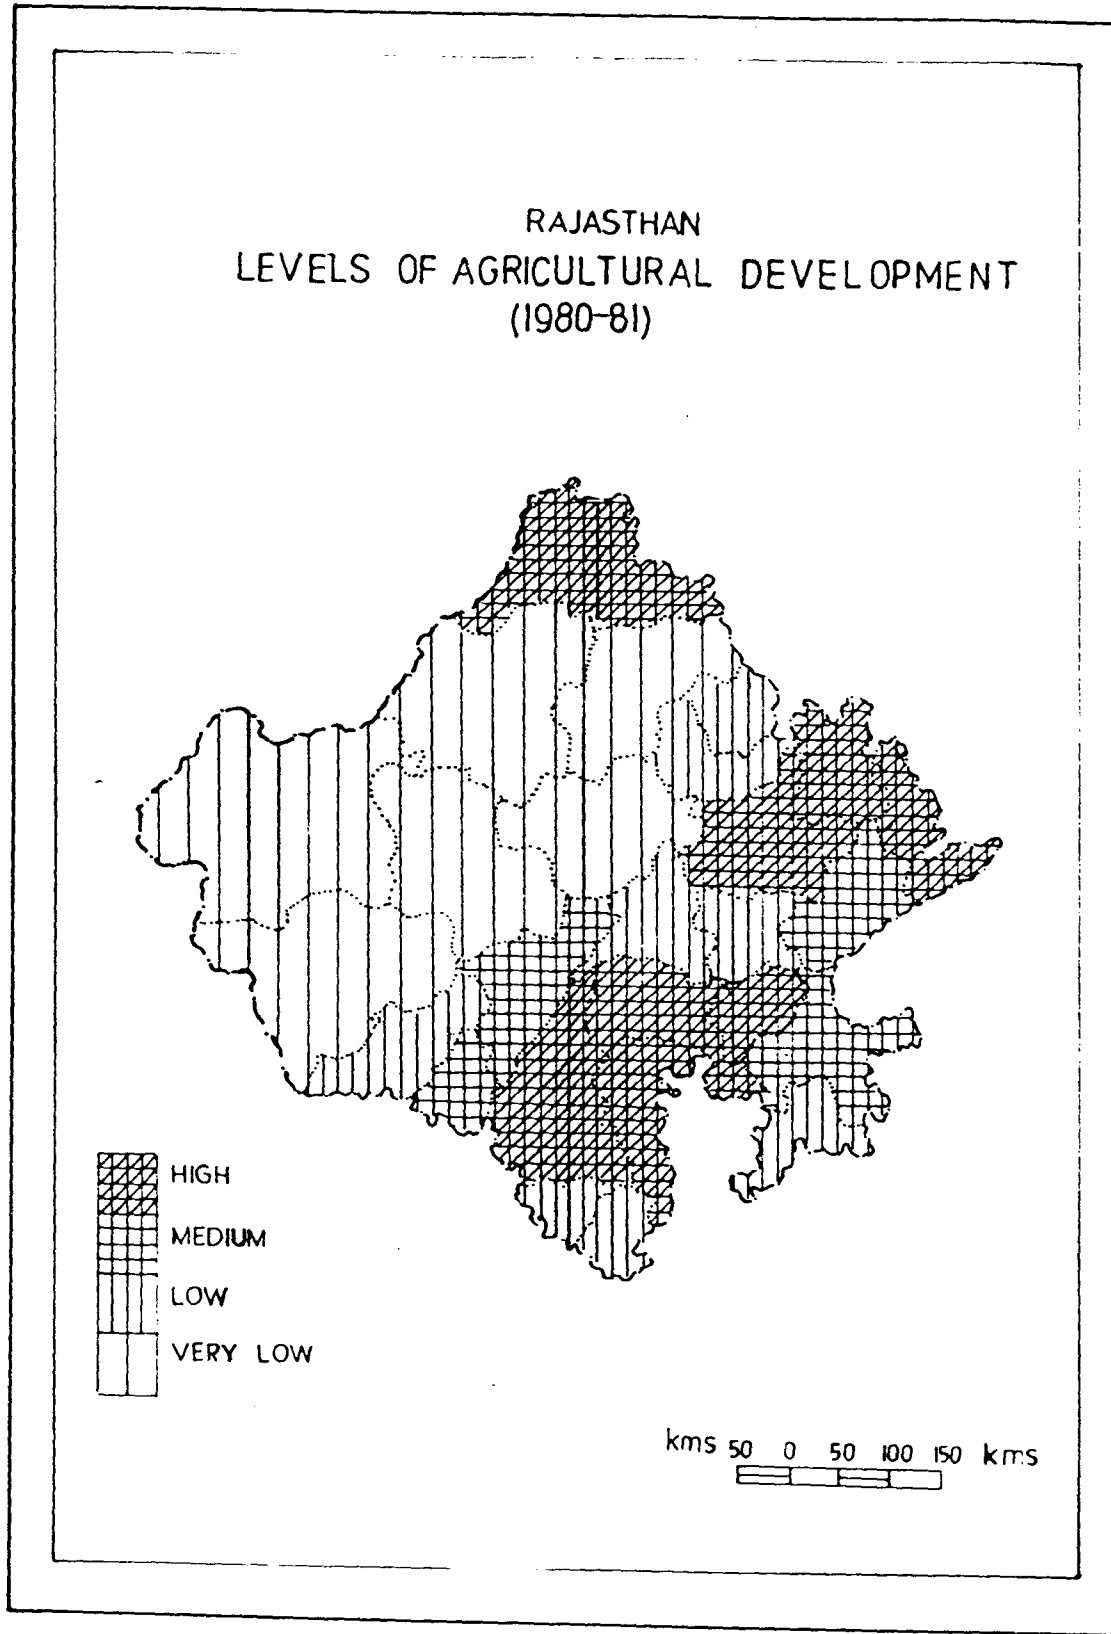 RAJASTHAN
LEVELS OF AGRICULTURAL DEVELOPMENT
(1980-81)
HIGH
MEDIUM
LOW
VERY LOW
kms 50 0 50 100 150 kms